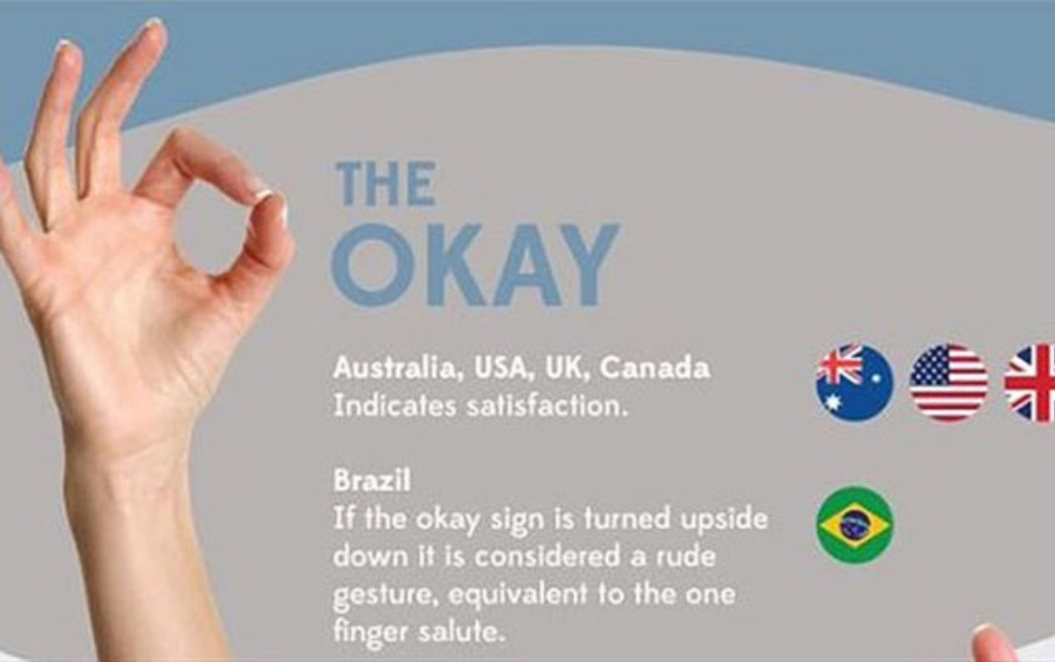 THE
OKAY
Australia, USA, UK, Canada
Indicates satisfaction.
Brazil
If the okay sign is turned upside
down it is considered a rude
gesture, equivalent to the one
finger salute.